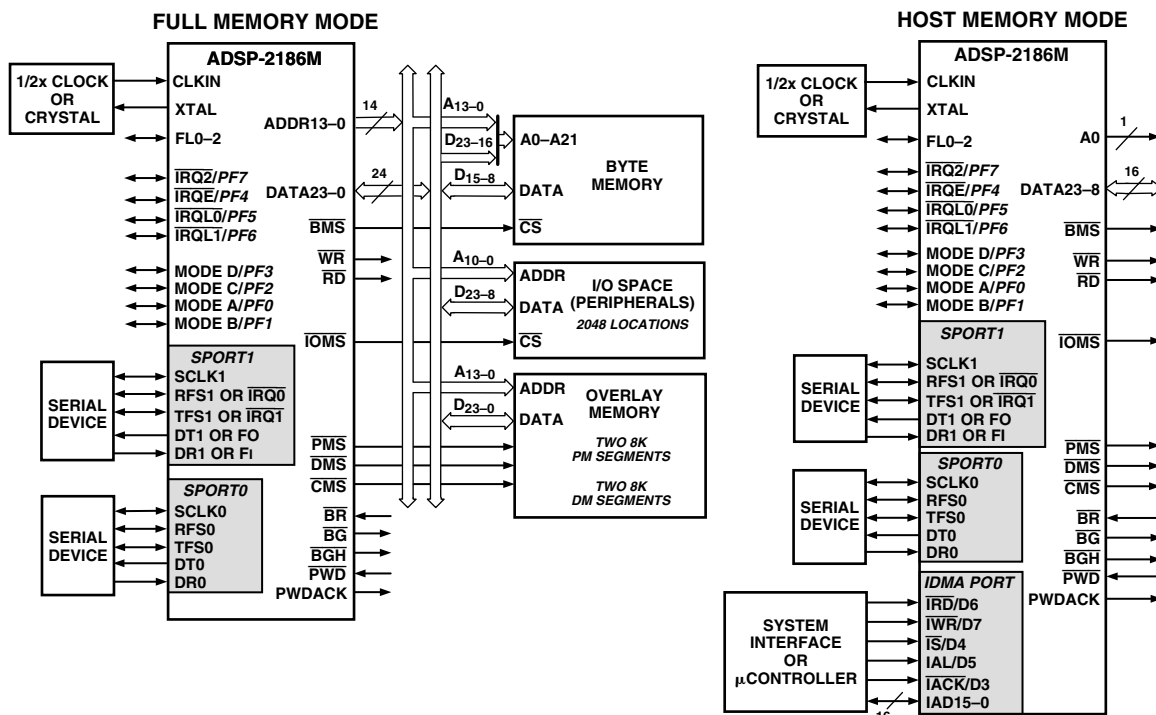 FULL MEMORY MODE
ADSP-2186M
1/2x CLOCK
OR
CRYSTAL
CLKIN
XTAL
FL0–2
IRQ2/PF7
IRQE/PF4
IRQL0/PF5
IRQL1/PF6
MODE D/PF3
MODE C/PF2
MODE A/PF0
MODE B/PF1
SPORT1
SCLK1
RFS1 OR IRQ0
TFS1 OR IRQ1
DT1 OR FO
DR1 OR FI
SERIAL
DEVICE
SPORT0
SCLK0
RFS0
TFS0
DT0
DR0
SERIAL
DEVICE
ADDR13–0
14
DATA23–0
24
BMS
WR
RD
IOMS
PMS
DMS
CMS
BR
BG
BGH
PWD
PWDACK
A13–0
D23–16
D15–8
A0–A21
DATA
CS
BYTE
MEMORY
A10–0
D23–8
ADDR
DATA
CS
I/O SPACE
(PERIPHERALS)
2048 LOCATIONS
A13–0
D23–0
ADDR
DATA
OVERLAY
MEMORY
TWO 8K
PM SEGMENTS
TWO 8K
DM SEGMENTS
HOST MEMORY MODE
ADSP-2186M
1/2x CLOCK
OR
CRYSTAL
CLKIN
XTAL
FL0–2
IRQ2/PF7
IRQE/PF4
IRQL0/PF5
IRQL1/PF6
MODE D/PF3
MODE C/PF2
MODE A/PF0
MODE B/PF1
SPORT1
SCLK1
RFS1 OR IRQ0
TFS1 OR IRQ1
DT1 OR FO
DR1 OR FI
SERIAL
DEVICE
SPORT0
SCLK0
RFS0
TFS0
DT0
DR0
SERIAL
DEVICE
IDMA PORT
IRD/D6
IWR/D7
IS/D4
IAL/D5
IACK/D3
IAD15–0
SYSTEM
INTERFACE
OR
µCONTROLLER
16
1
A0
16
DATA23–8
BMS
WR
RD
IOMS
PMS
DMS
CMS
BR
BG
BGH
PWD
PWDACK